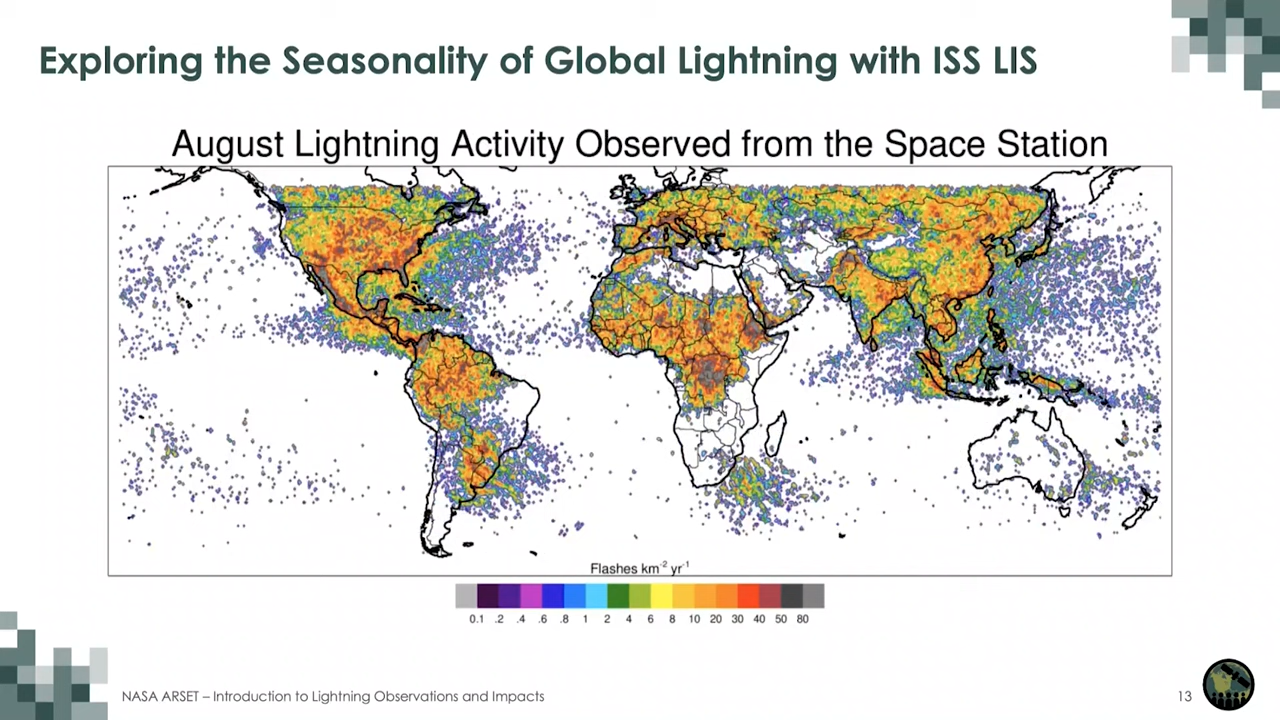 Exploring the Seasonality of Global Lightning with ISS LIS
August Lightning Activity Observed from the Space Station
Flashes km-2 yr-1
0.1 .2 .4 .6 .8 1 2 4 6 8 10 20 30 40 50 80
NASA ARSET – Introduction to Lightning Observations and Impacts
13